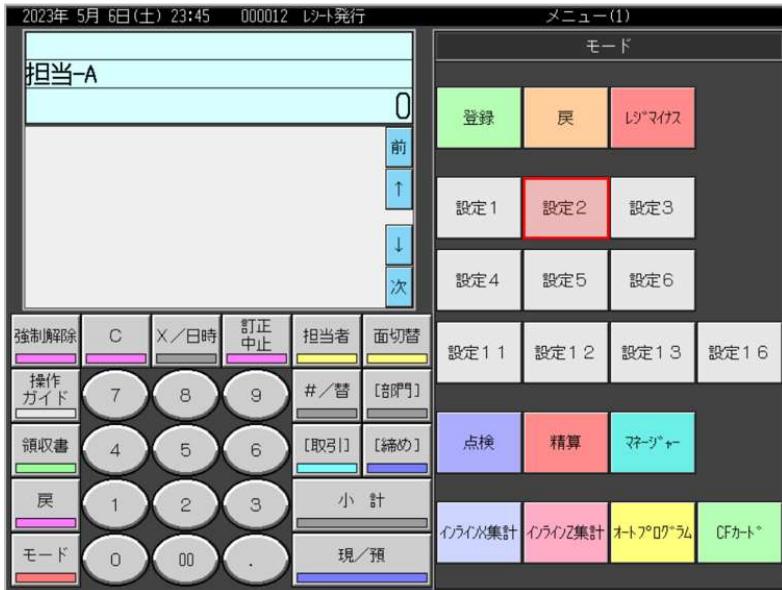 2023年 5月 6日(土) 23:45 000012 ﾚｼｰﾄ発行 メニュー(1)
担当-A
0
前
↑
↓
次
モード
登録 戻 ﾚｼﾞﾏｲﾅｽ
設定1 設定2 設定3
設定4 設定5 設定6
設定11 設定12 設定13 設定16
点検 精算 ﾏﾈｰｼﾞｬｰ
ｲﾝﾗｲﾝX集計 ｲﾝﾗｲﾝZ集計 ｵｰﾄﾌﾟﾛｸﾞﾗﾑ CFｶｰﾄﾞ
強制解除 C X/日時 訂正 担当者 面切替
中止
操作 7 8 9 #/替 [部門]
ガイド
領収書 4 5 6 [取引] [締め]
戻 1 2 3 小 計
モード 0 00 . 現/預